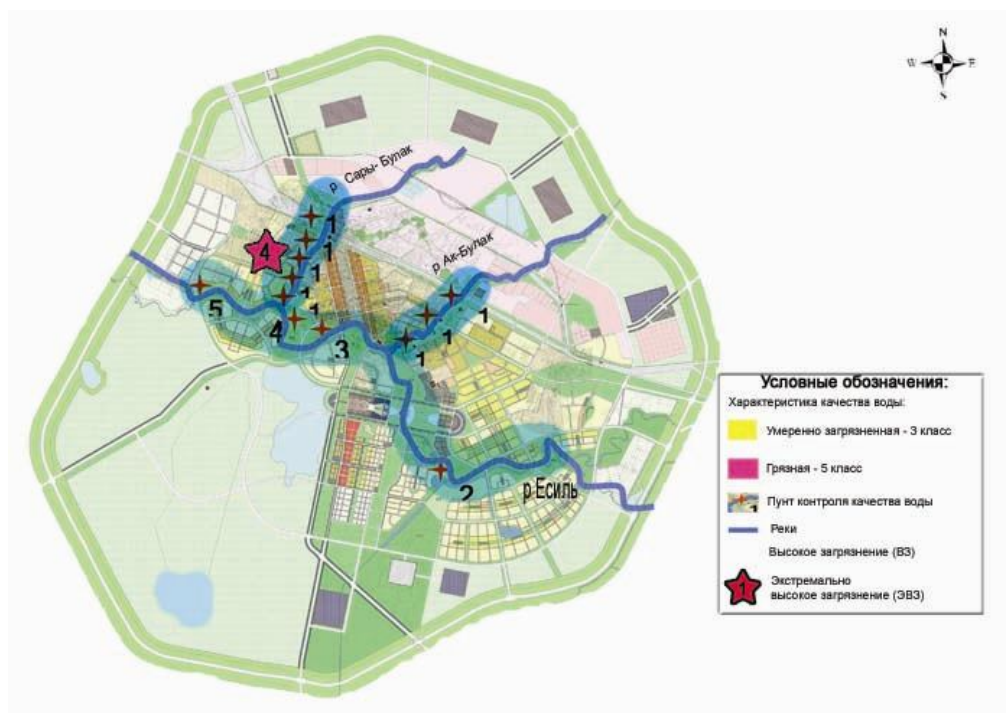 N
W E
S
р Сары- Булак
1
4
1
р Ак-Булак
1
5
1
1
4
3
1
1
2
р Есиль
Условные обозначения:
Характеристика качества воды:
Умеренно загрязненная - 3 класс
Грязная - 5 класс
1
Пункт контроля качества воды
Реки
Высокое загрязнение (ВЗ)
1
Экстремально
высокое загрязнение (ЭВЗ)